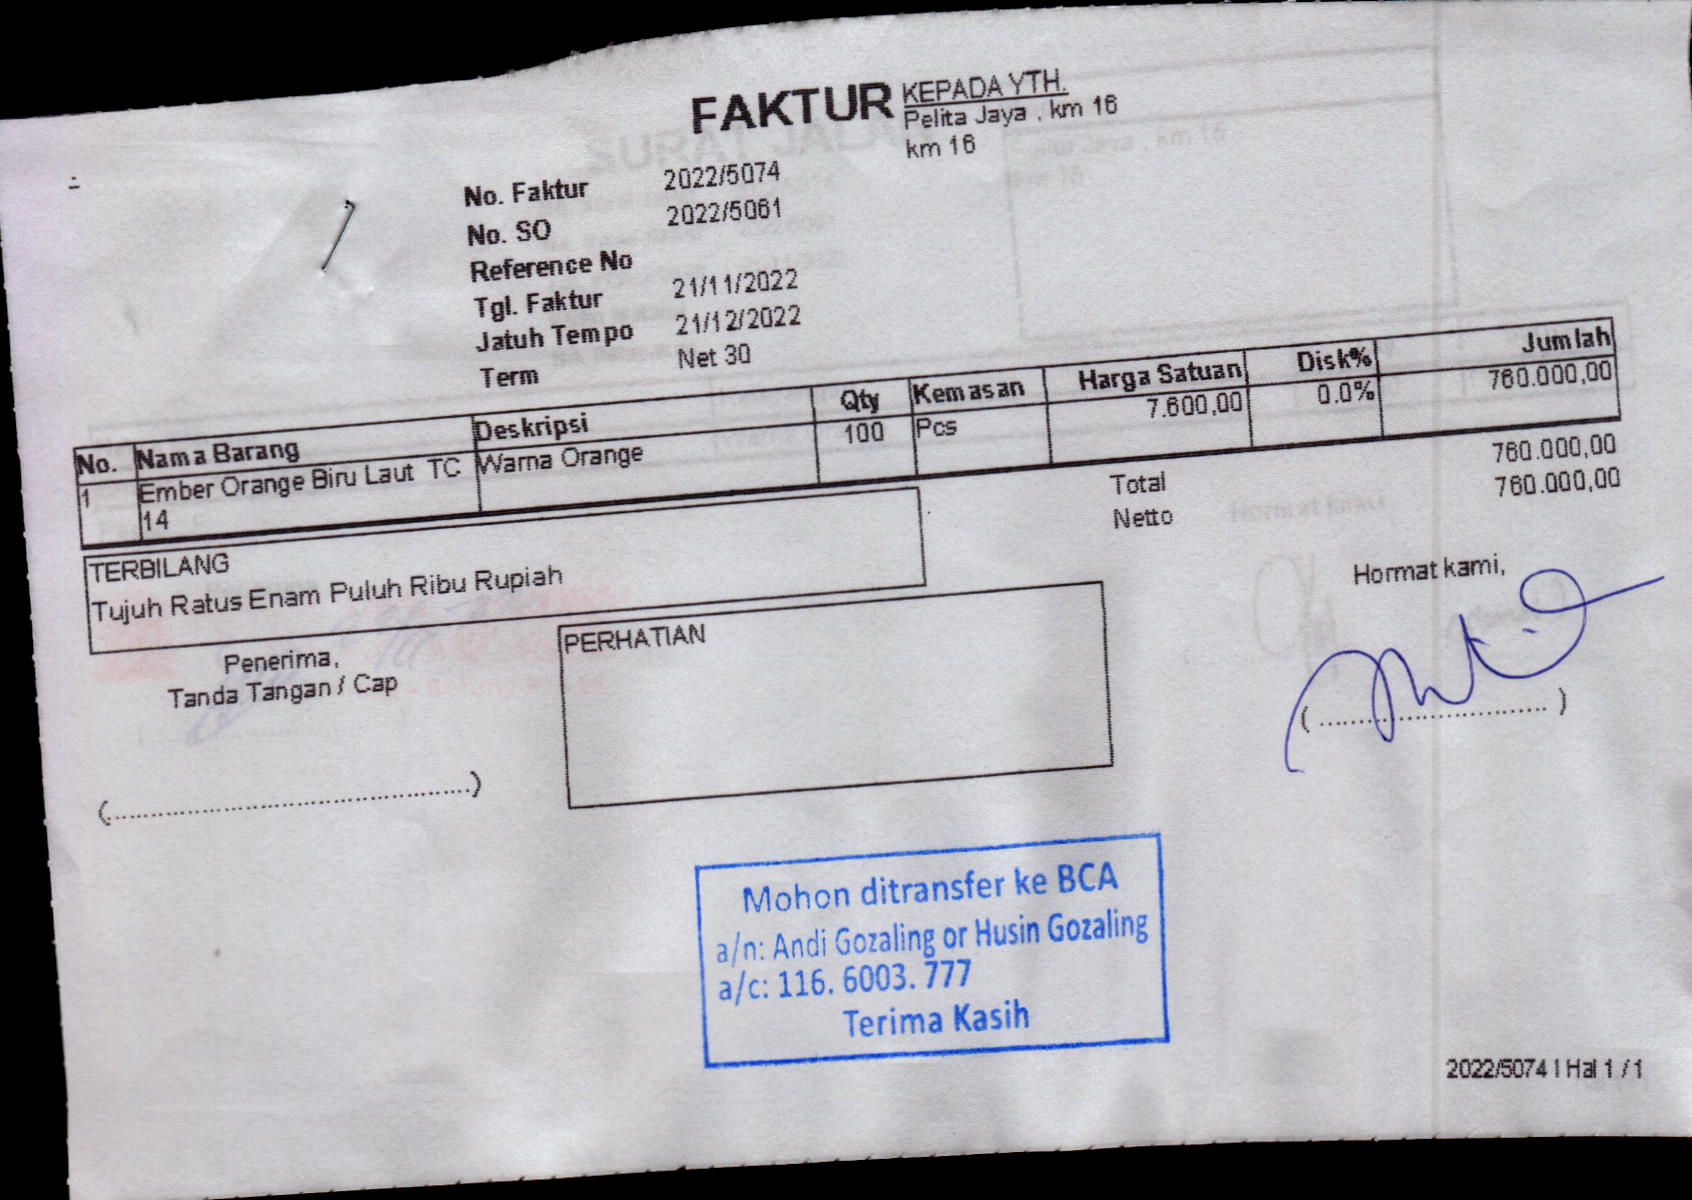 FAKTUR
KEPADA YTH.
Pelita Jaya , km 16
km 16
No. Faktur 2022/5074
No. SO 2022/5061
Reference No
Tgl. Faktur 21/11/2022
Jatuh Tempo 21/12/2022
Term Net 30
No. Nama Barang Deskripsi Qty Kemasan Harga Satuan Disk% Jumlah
1 Ember Orange Biru Laut TC Warna Orange 100 Pcs 7.600,00 0.0% 760.000,00
14
Total 760.000,00
Netto 760.000,00
TERBILANG
Tujuh Ratus Enam Puluh Ribu Rupiah
Penerima,
Tanda Tangan / Cap
(..................................................)
PERHATIAN
Hormat kami,
(................................)
Mohon ditransfer ke BCA
a/n: Andi Gozaling or Husin Gozaling
a/c: 116. 6003. 777
Terima Kasih
2022/5074 | Hal 1 / 1